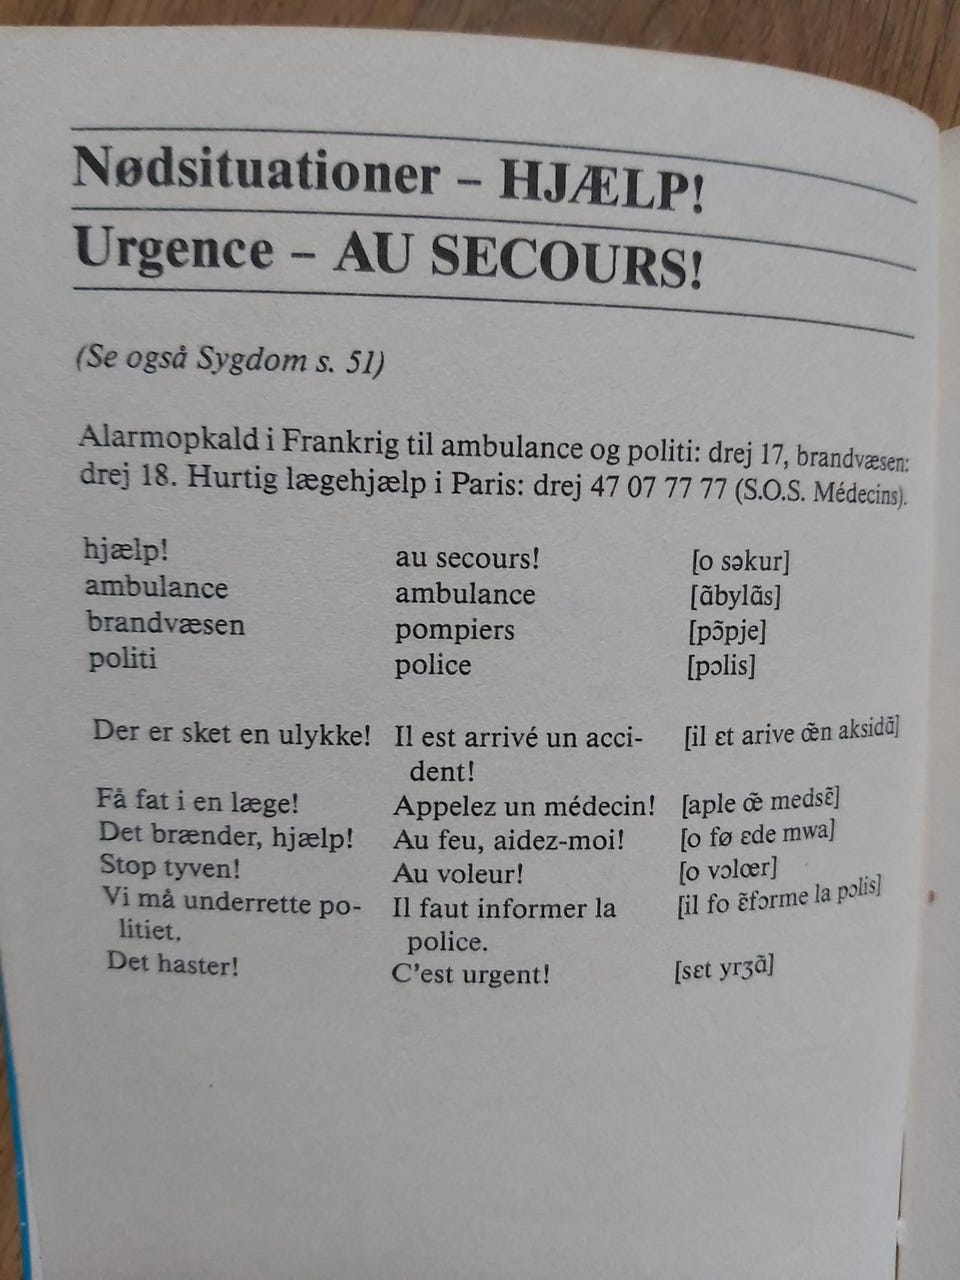 Nødsituationer – HJÆLP!
Urgence – AU SECOURS!
(Se også Sygdom s. 51)
Alarmopkald i Frankrig til ambulance og politi: drej 17, brandvæsen:
drej 18. Hurtig lægehjælp i Paris: drej 47 07 77 77 (S.O.S. Médecins).
hjælp! au secours! [o səkur]
ambulance ambulance [ɑ̃bylɑ̃s]
brandvæsen pompiers [pɔ̃pje]
politi police [pɔlis]
Der er sket en ulykke! Il est arrivé un acci- [il ɛt arive œ̃n aksidɑ̃]
dent!
Få fat i en læge! Appelez un médecin! [aple œ̃ medsɛ̃]
Det brænder, hjælp! Au feu, aidez-moi! [o fø ɛde mwa]
Stop tyven! Au voleur! [o vɔlœr]
Vi må underrette po- Il faut informer la [il fo ɛ̃fɔrme la pɔlis]
litiet. police.
Det haster! C'est urgent! [sɛt yrʒɑ̃]